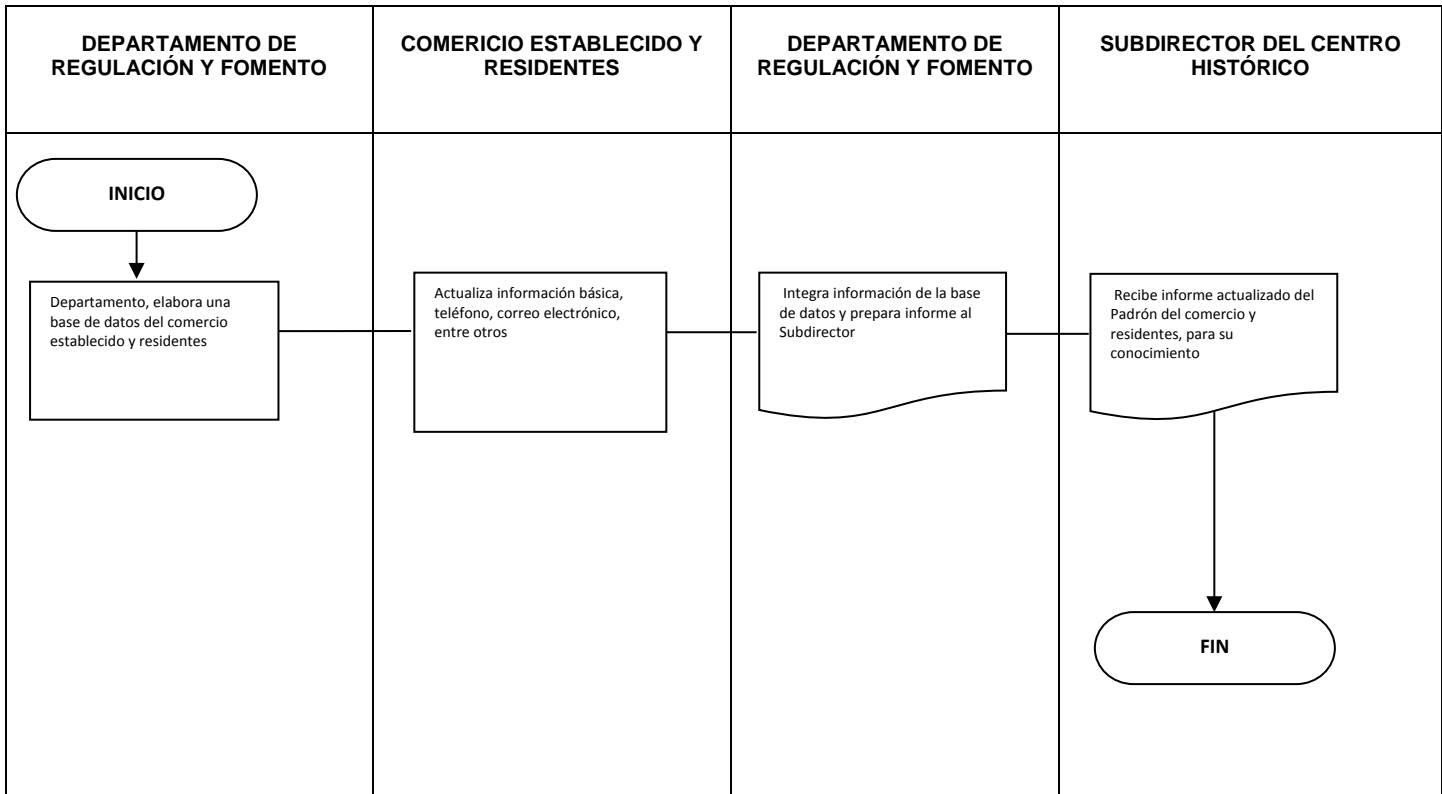 DEPARTAMENTO DE
REGULACIÓN Y FOMENTO
COMERICIO ESTABLECIDO Y
RESIDENTES
DEPARTAMENTO DE
REGULACIÓN Y FOMENTO
SUBDIRECTOR DEL CENTRO
HISTÓRICO
INICIO
Departamento, elabora una
base de datos del comercio
establecido y residentes
Actualiza información básica,
teléfono, correo electrónico,
entre otros
Integra información de la base
de datos y prepara informe al
Subdirector
Recibe informe actualizado del
Padrón del comercio y
residentes, para su
conocimiento
FIN